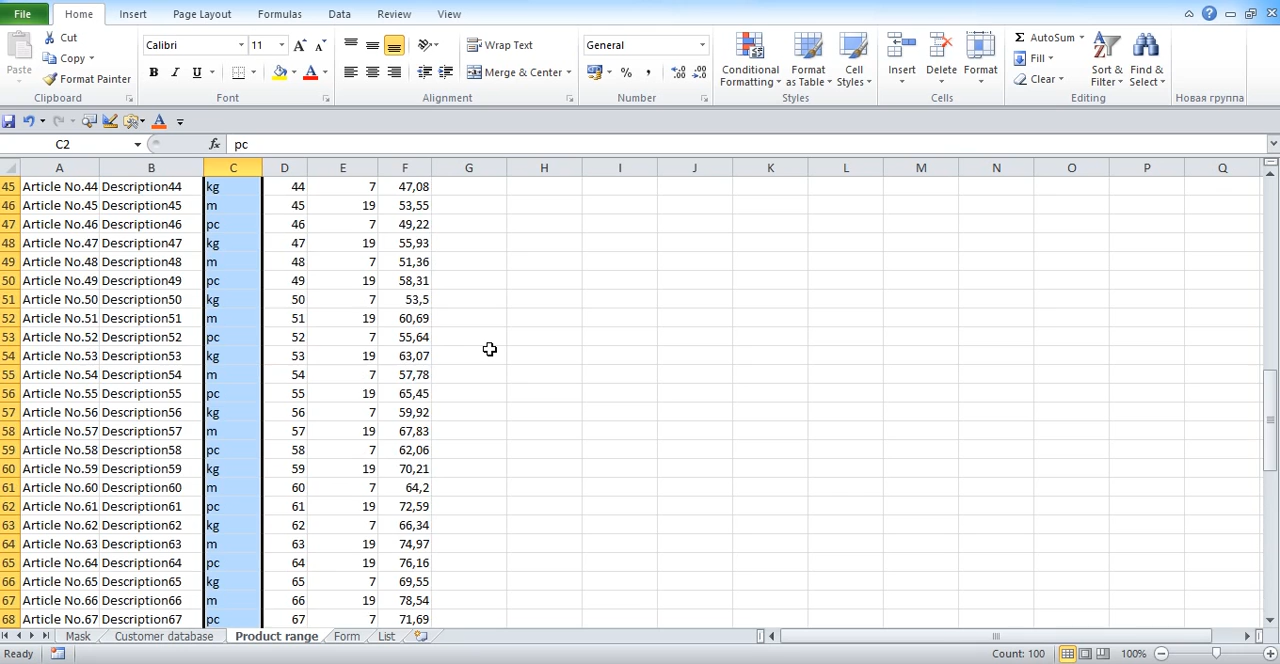 File Home Insert Page Layout Formulas Data Review View
Paste Cut
Copy
Format Painter
Clipboard
Calibri 11 A A
B I U A
Font
Wrap Text
Merge & Center
Alignment
General
% , ,0 ,00 ,00 ,0
Number
Conditional Formatting Format as Table Cell Styles
Styles
Insert Delete Format
Cells
Σ AutoSum
Fill
Clear
Sort & Filter Find & Select
Editing
Новая группа
C2 fx pc
A B C D E F G H I J K L M N O P Q
45 Article No.44 Description44 kg 44 7 47,08
46 Article No.45 Description45 m 45 19 53,55
47 Article No.46 Description46 pc 46 7 49,22
48 Article No.47 Description47 kg 47 19 55,93
49 Article No.48 Description48 m 48 7 51,36
50 Article No.49 Description49 pc 49 19 58,31
51 Article No.50 Description50 kg 50 7 53,5
52 Article No.51 Description51 m 51 19 60,69
53 Article No.52 Description52 pc 52 7 55,64
54 Article No.53 Description53 kg 53 19 63,07
55 Article No.54 Description54 m 54 7 57,78
56 Article No.55 Description55 pc 55 19 65,45
57 Article No.56 Description56 kg 56 7 59,92
58 Article No.57 Description57 m 57 19 67,83
59 Article No.58 Description58 pc 58 7 62,06
60 Article No.59 Description59 kg 59 19 70,21
61 Article No.60 Description60 m 60 7 64,2
62 Article No.61 Description61 pc 61 19 72,59
63 Article No.62 Description62 kg 62 7 66,34
64 Article No.63 Description63 m 63 19 74,97
65 Article No.64 Description64 pc 64 19 76,16
66 Article No.65 Description65 kg 65 7 69,55
67 Article No.66 Description66 m 66 19 78,54
68 Article No.67 Description67 pc 67 7 71,69
Mask Customer database Product range Form List
Ready Count: 100 100%